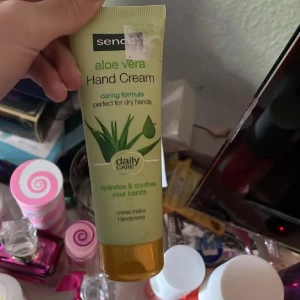 aloe vera
Hand Cream
caring formula
perfect for dry hands
daily
CARE
hydrates & soothes
your hands
crème mains
Handcreme